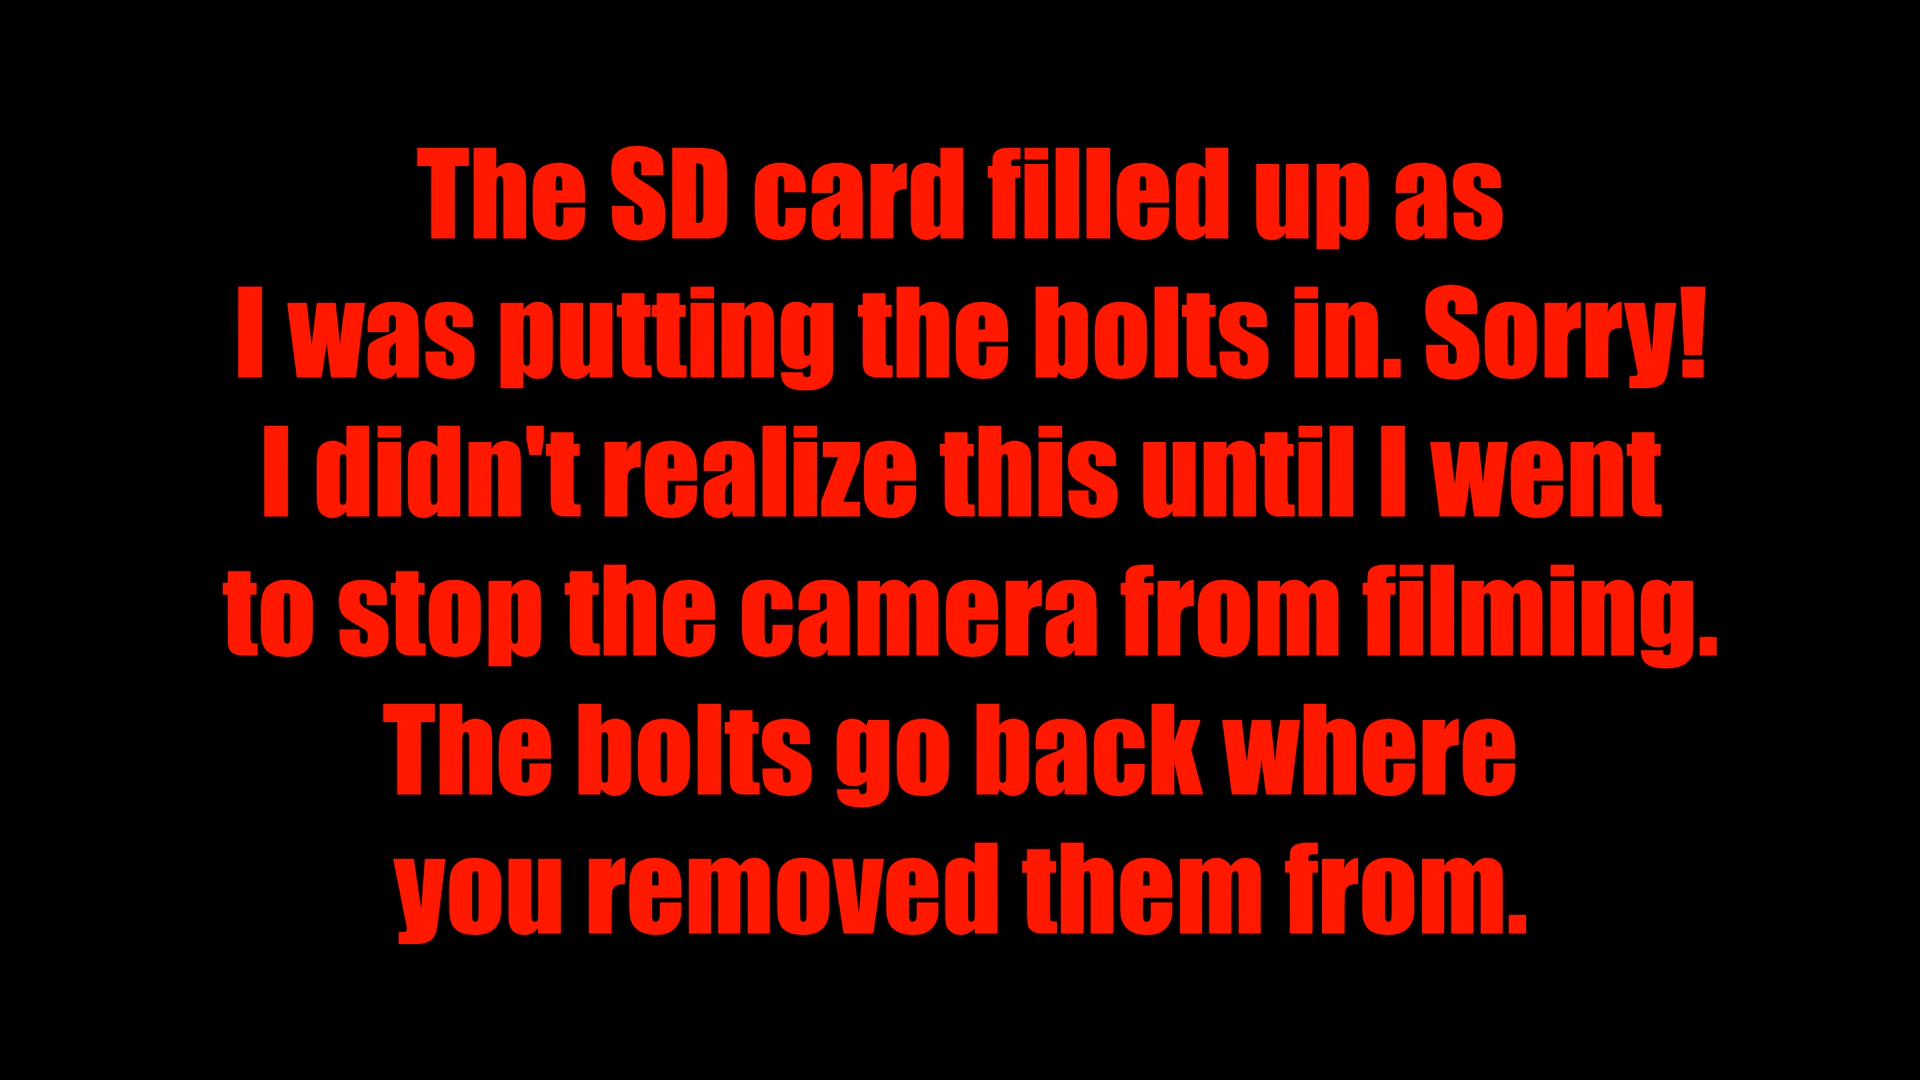 The SD card filled up as
I was putting the bolts in. Sorry!
I didn't realize this until I went
to stop the camera from filming.
The bolts go back where
you removed them from.